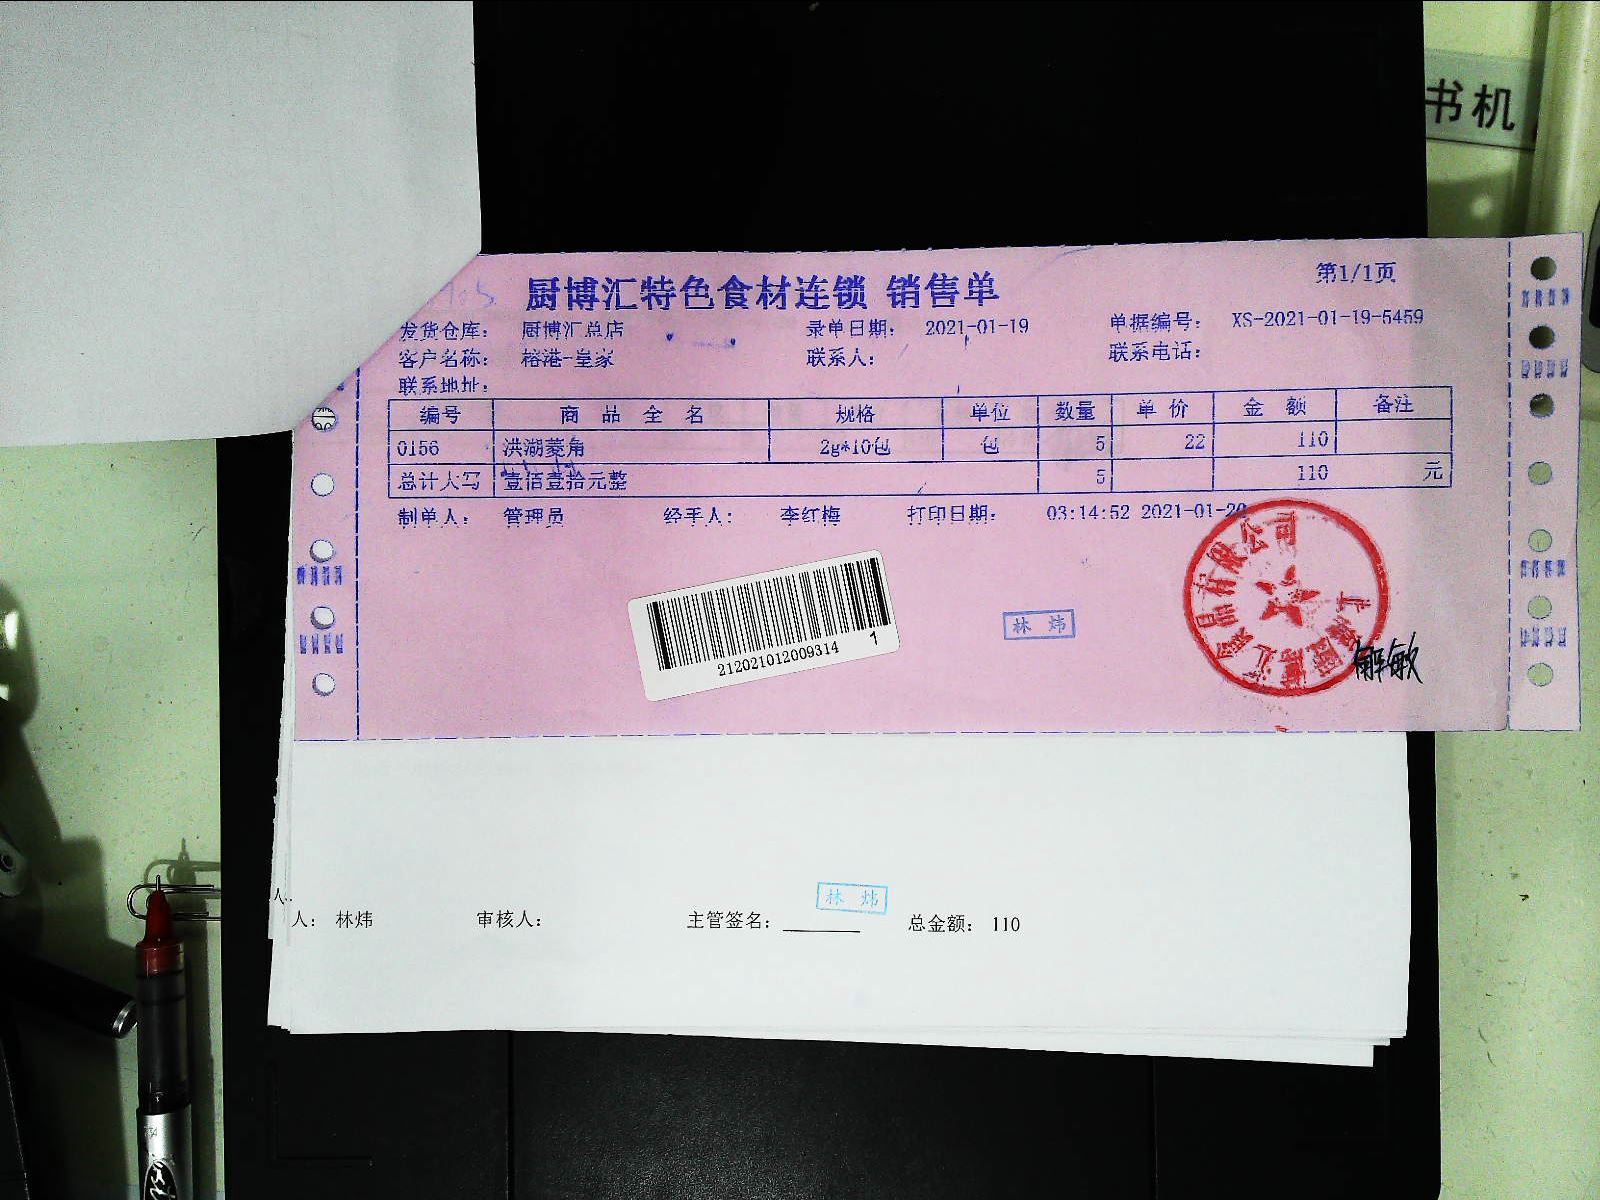 书机
厨博汇特色食材连锁 销售单
第1/1页
发货仓库: 厨博汇总店 录单日期: 2021-01-19 单据编号: XS-2021-01-19-5459
客户名称: 榕港-皇家 联系人: 联系电话:
联系地址:
编号 商品全名 规格 单位 数量 单价 金额 备注
0156 洪湖菱角 2g*10包 包 5 22 110
总计大写 壹佰壹拾元整 5 110 元
制单人: 管理员 经手人: 李红梅 打印日期: 03:14:52 2021-01-20
212021012009314 1
林炜
品有限公司
解敏
林炜
人: 林炜 审核人: 主管签名: 总金额: 110